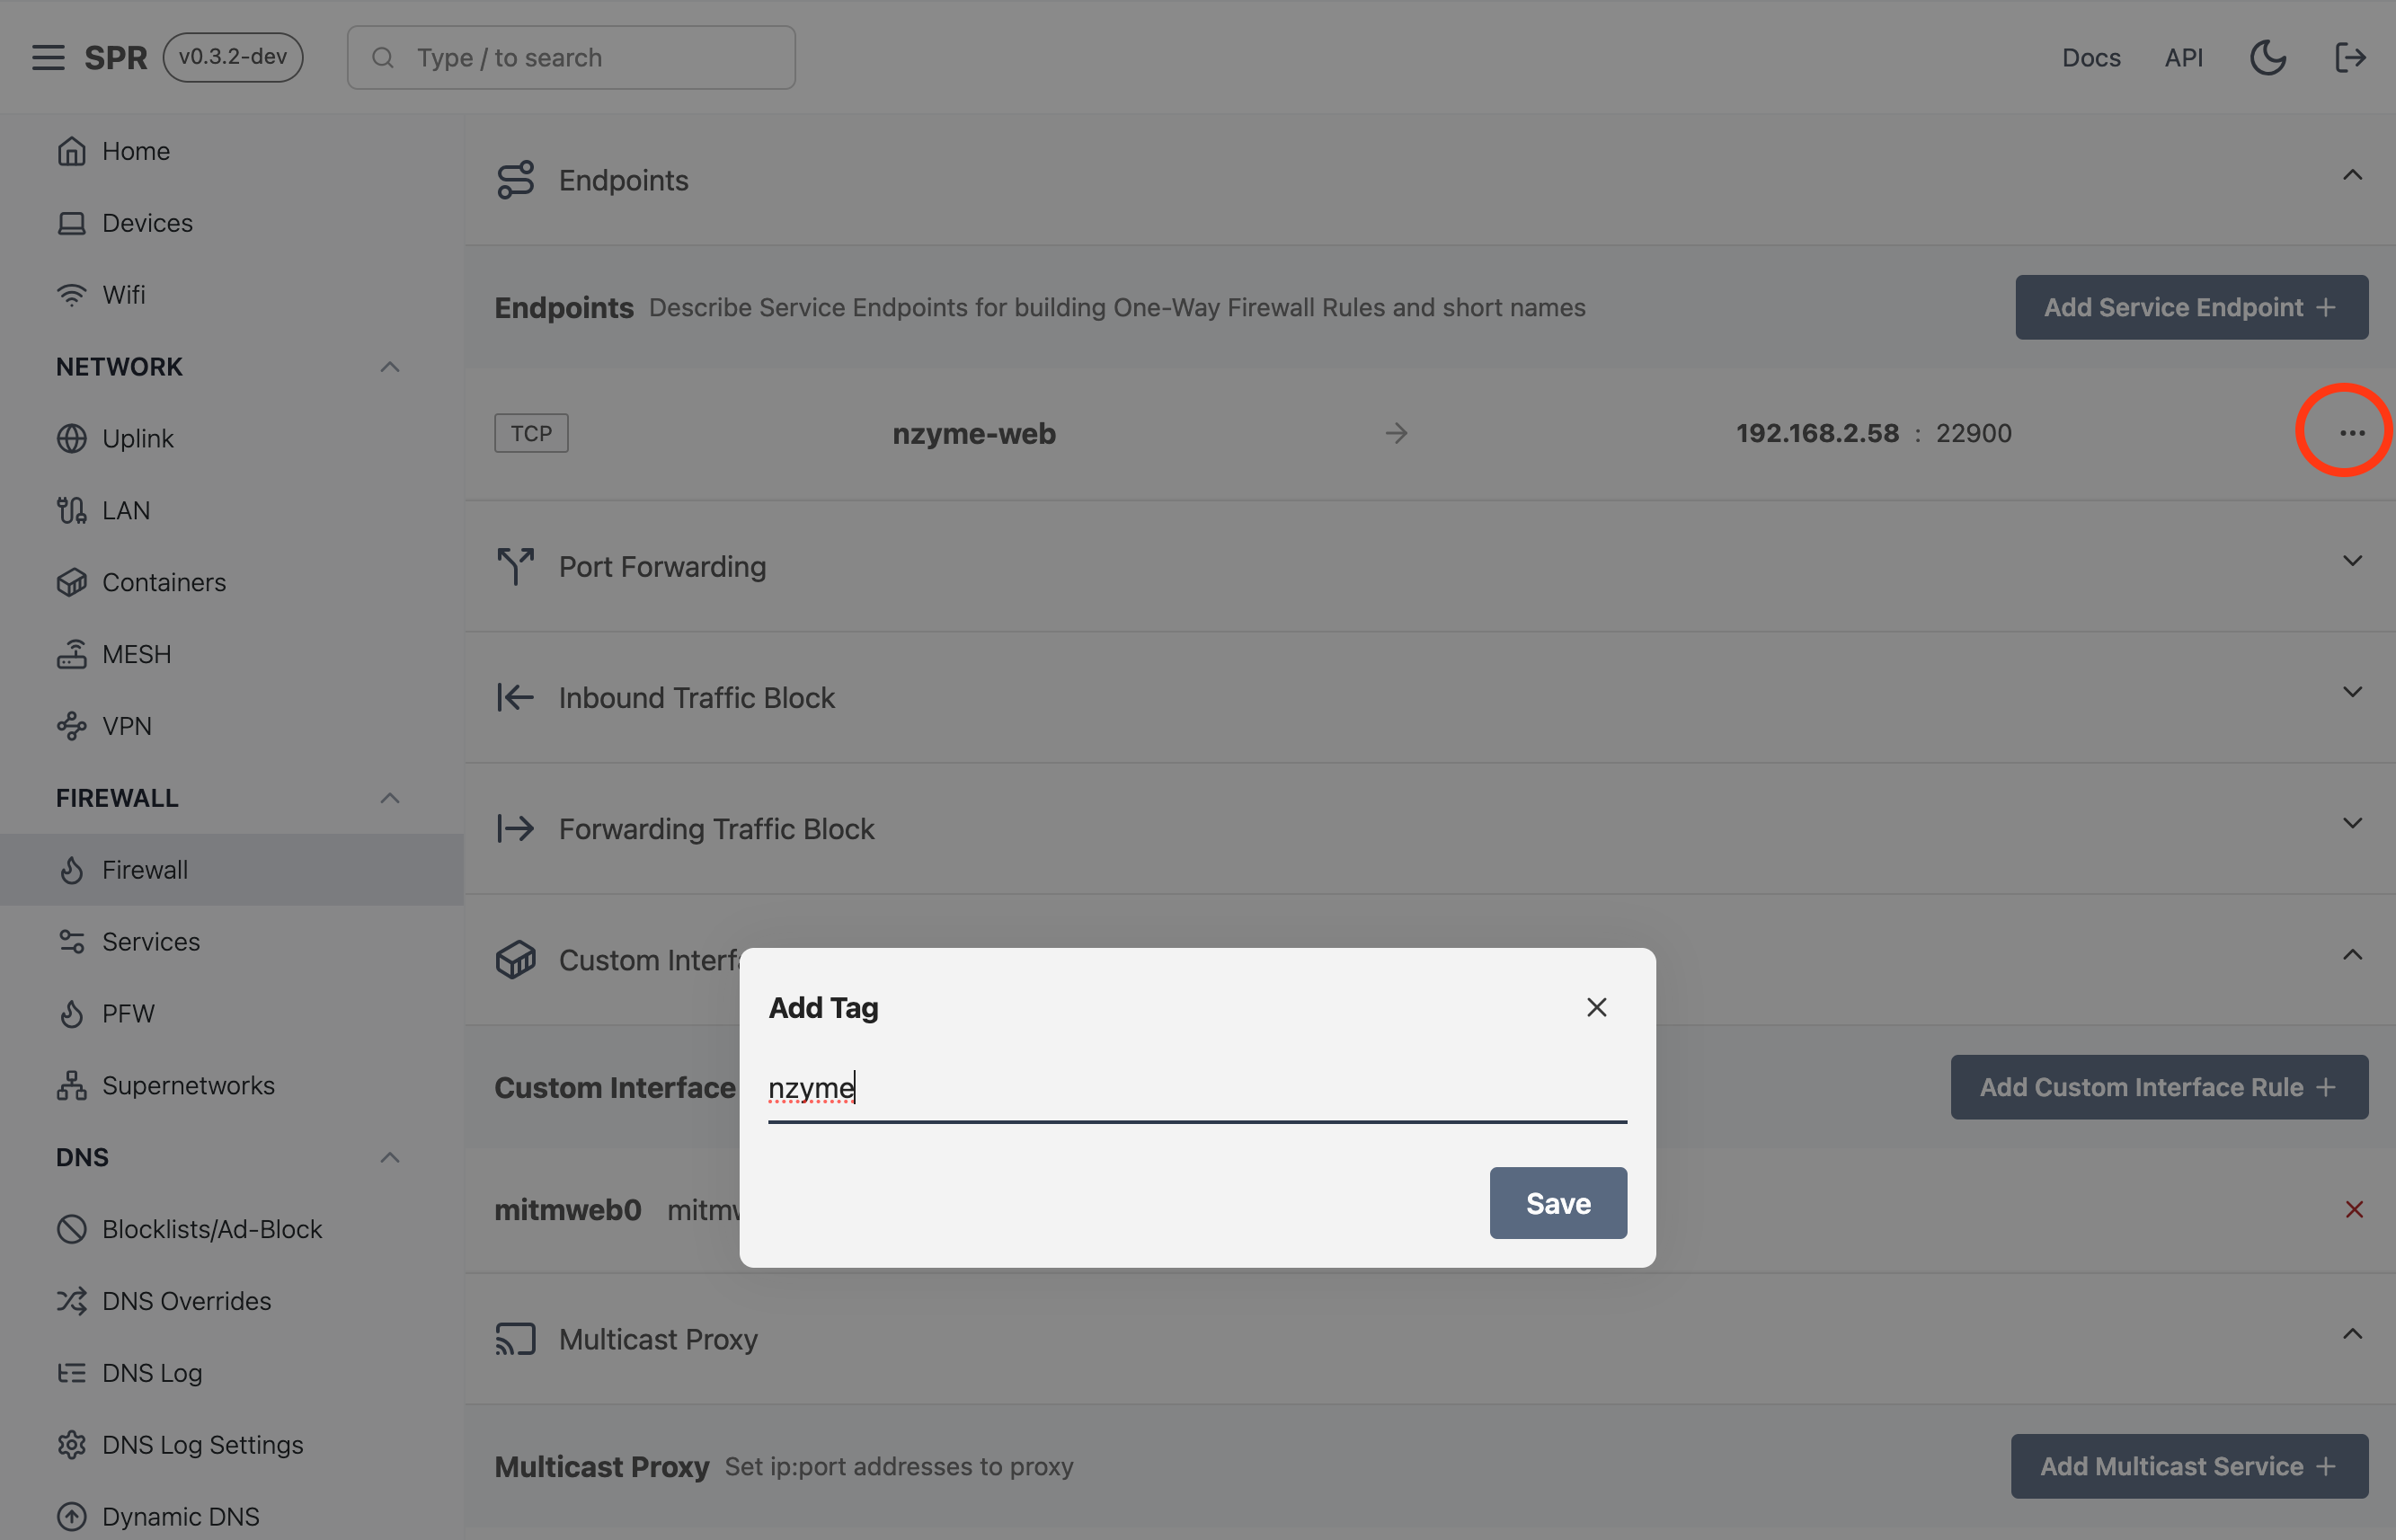 SPR v0.3.2-dev Type / to search Docs API
Home
Devices
Wifi
NETWORK
Uplink
LAN
Containers
MESH
VPN
FIREWALL
Firewall
Services
PFW
Supernetworks
DNS
Blocklists/Ad-Block
DNS Overrides
DNS Log
DNS Log Settings
Dynamic DNS
Endpoints
Endpoints Describe Service Endpoints for building One-Way Firewall Rules and short names Add Service Endpoint +
TCP nzyme-web → 192.168.2.58 : 22900 ...
Port Forwarding
Inbound Traffic Block
Forwarding Traffic Block
Custom Interf
Custom Interface Add Custom Interface Rule +
mitmweb0 mitm
Multicast Proxy
Multicast Proxy Set ip:port addresses to proxy Add Multicast Service +
Add Tag
nzyme
Save